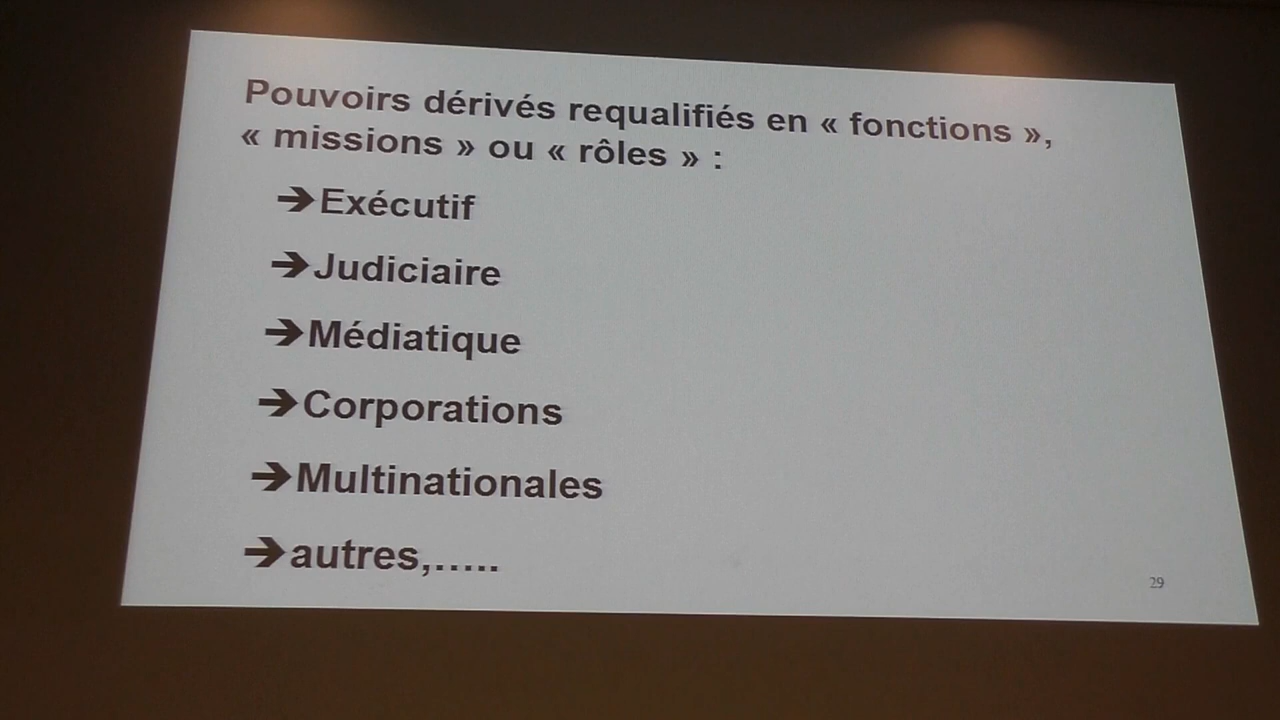 Pouvoirs dérivés requalifiés en « fonctions »,
« missions » ou « rôles » :
➔Exécutif
➔Judiciaire
➔Médiatique
➔Corporations
➔Multinationales
➔autres,.....
29